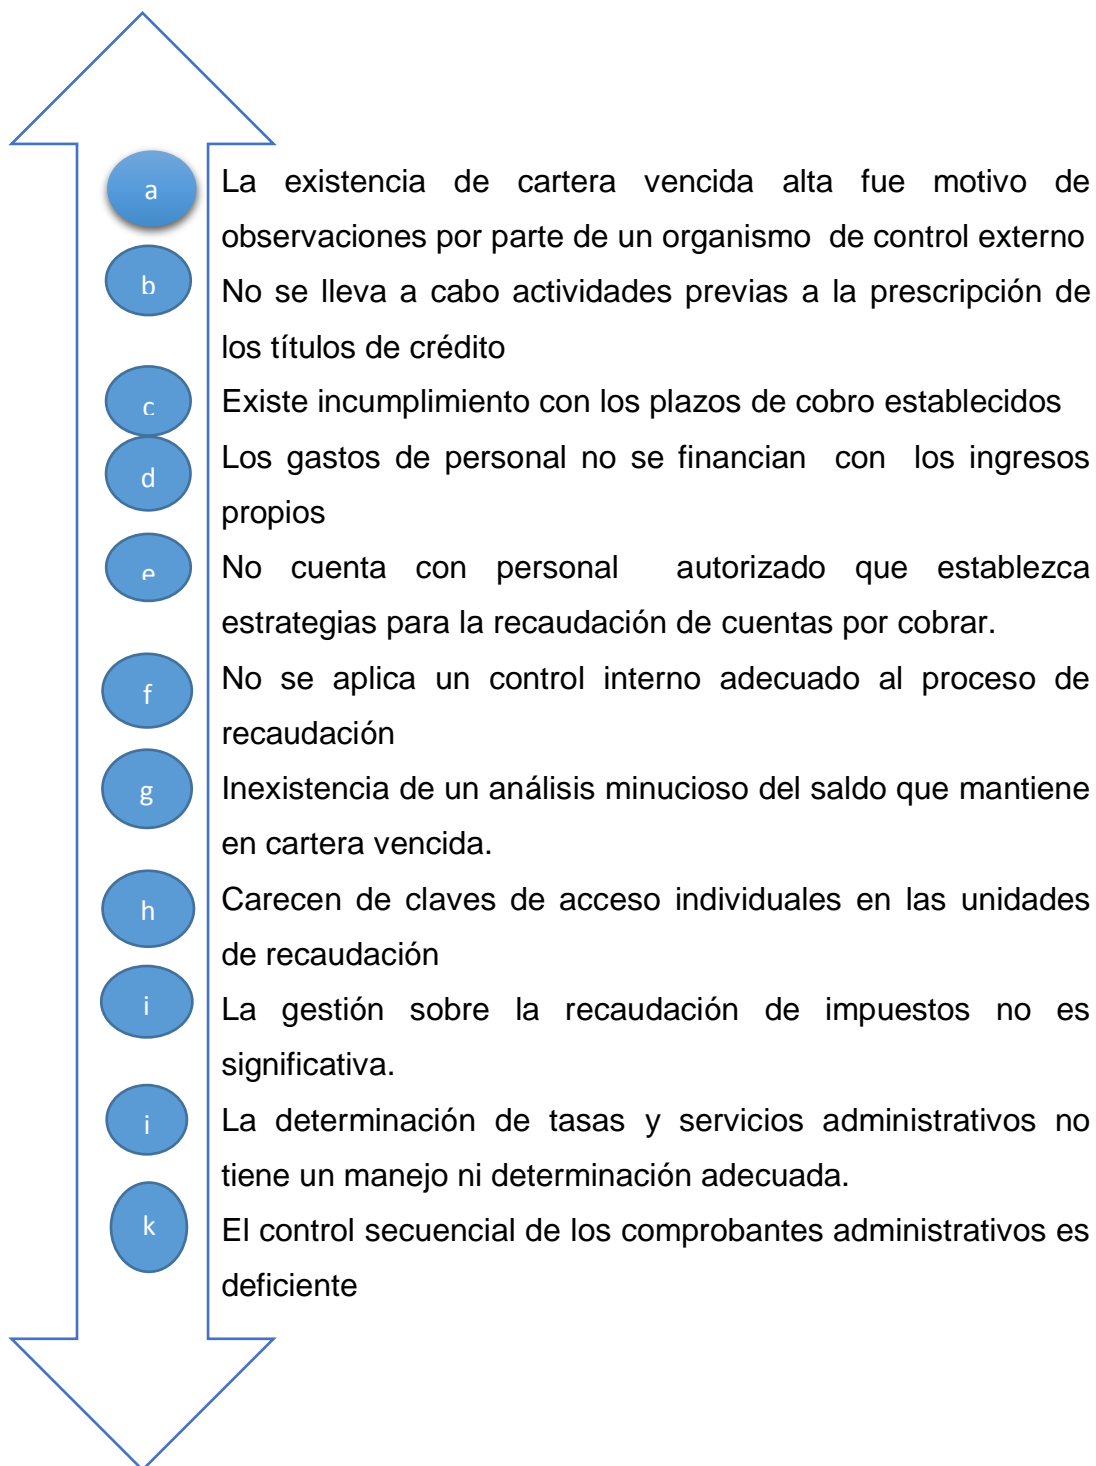 a
La existencia de cartera vencida alta fue motivo de
observaciones por parte de un organismo de control externo
b
No se lleva a cabo actividades previas a la prescripción de
los títulos de crédito
c
Existe incumplimiento con los plazos de cobro establecidos
d
Los gastos de personal no se financian con los ingresos
propios
e
No cuenta con personal autorizado que establezca
estrategias para la recaudación de cuentas por cobrar.
f
No se aplica un control interno adecuado al proceso de
recaudación
g
Inexistencia de un análisis minucioso del saldo que mantiene
en cartera vencida.
h
Carecen de claves de acceso individuales en las unidades
de recaudación
i
La gestión sobre la recaudación de impuestos no es
significativa.
i
La determinación de tasas y servicios administrativos no
tiene un manejo ni determinación adecuada.
k
El control secuencial de los comprobantes administrativos es
deficiente